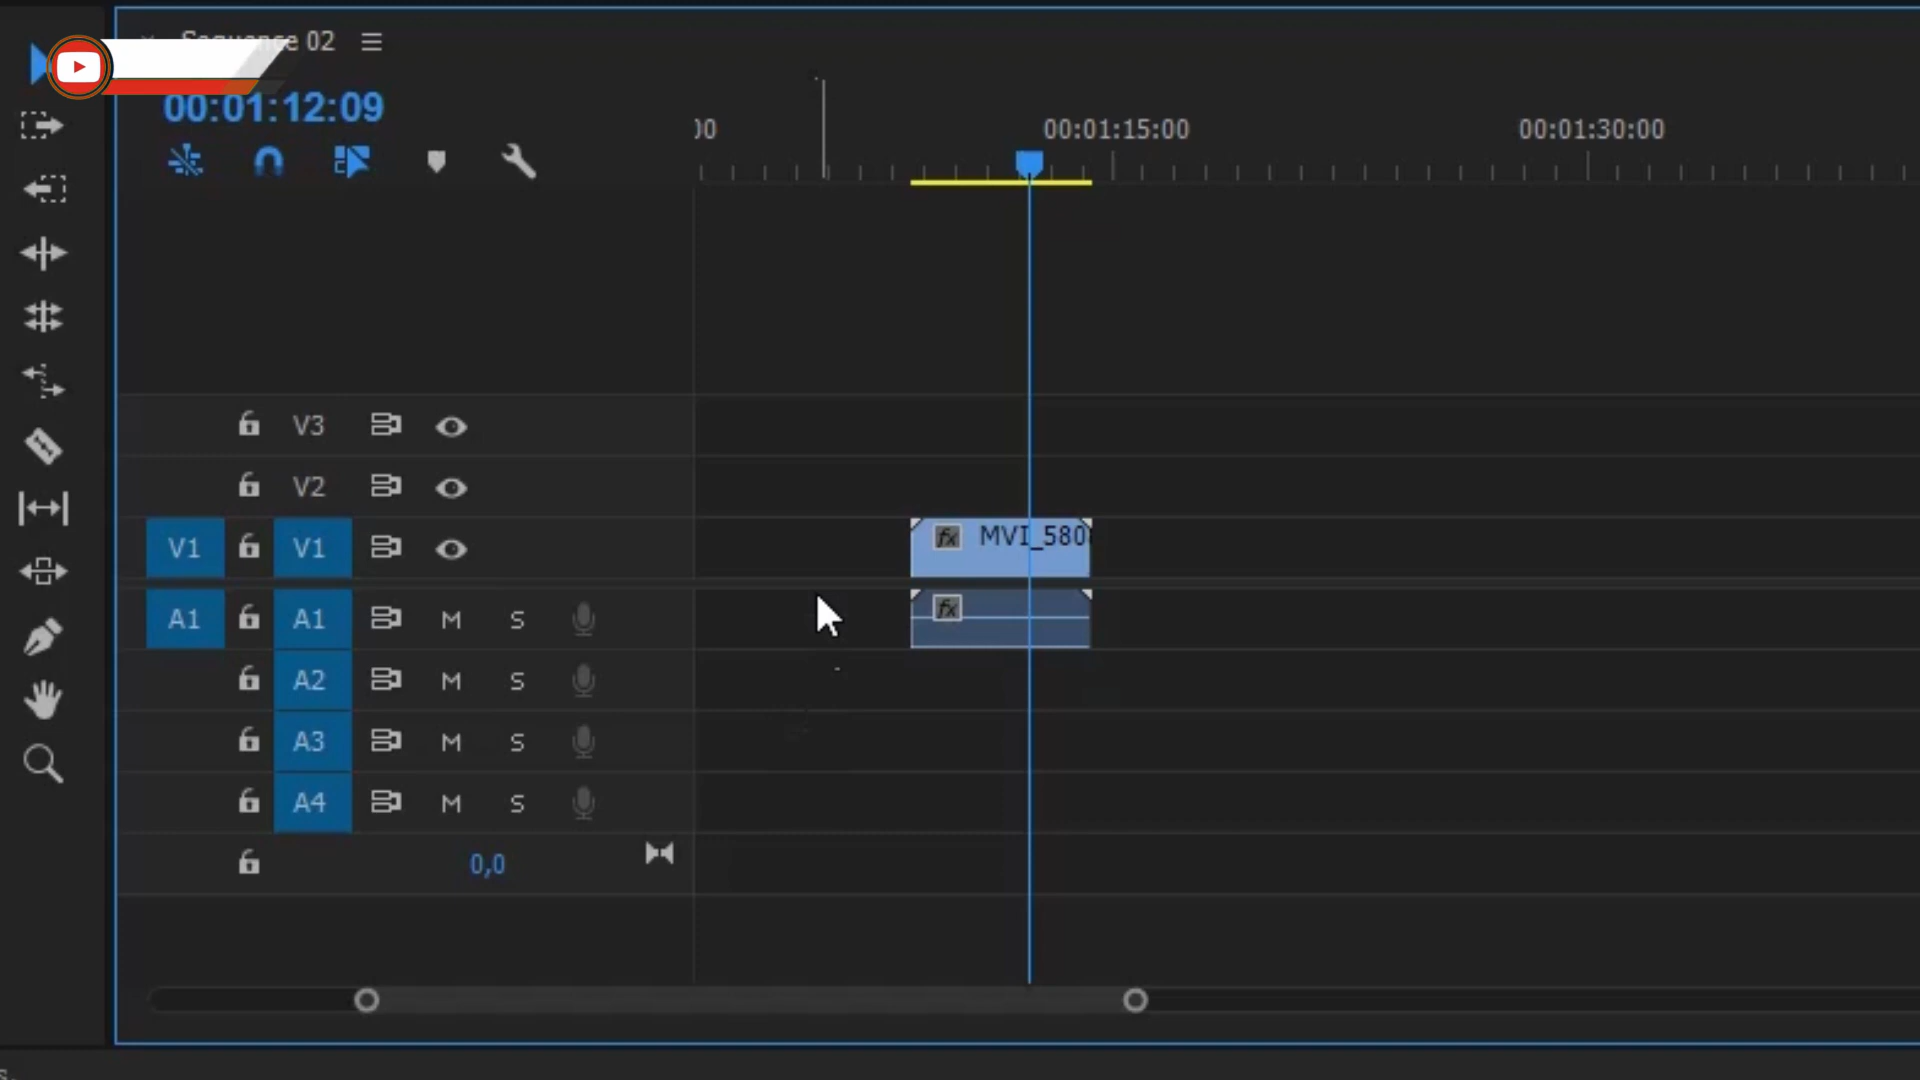 Sequence 02
00:01:12:09
00
00:01:15:00
00:01:30:00
V3
V2
V1 V1
fx MVI_580
A1 A1 M S
fx
A2 M S
A3 M S
A4 M S
0,0